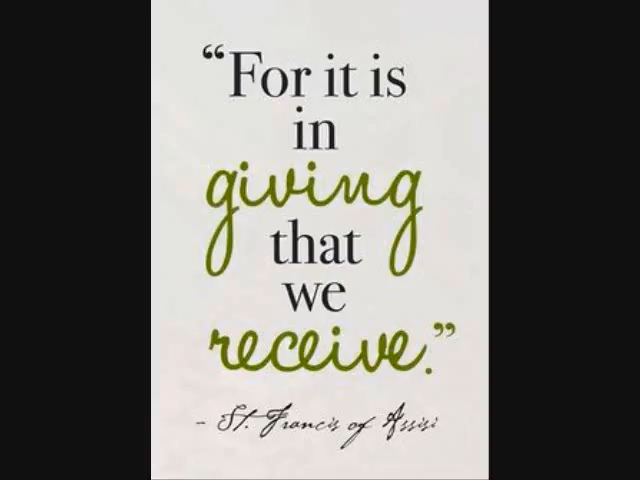 “For it is
in
giving
that
we
receive.”
- St. Francis of Assisi